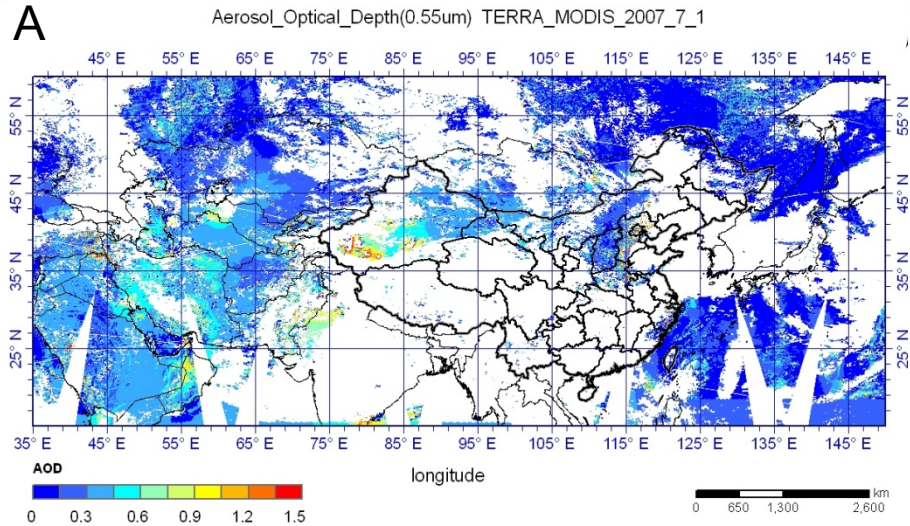 A
Aerosol_Optical_Depth(0.55um) TERRA_MODIS_2007_7_1
45° E 55° E 65° E 75° E 85° E 95° E 105° E 115° E 125° E 135° E 145° E
55° N 55° N
45° N 45° N
35° N 35° N
25° N 25° N
35° E 45° E 55° E 65° E 75° E 85° E 95° E 105° E 115° E 125° E 135° E 145° E
longitude
AOD
0 0.3 0.6 0.9 1.2 1.5
km
0 650 1,300 2,600